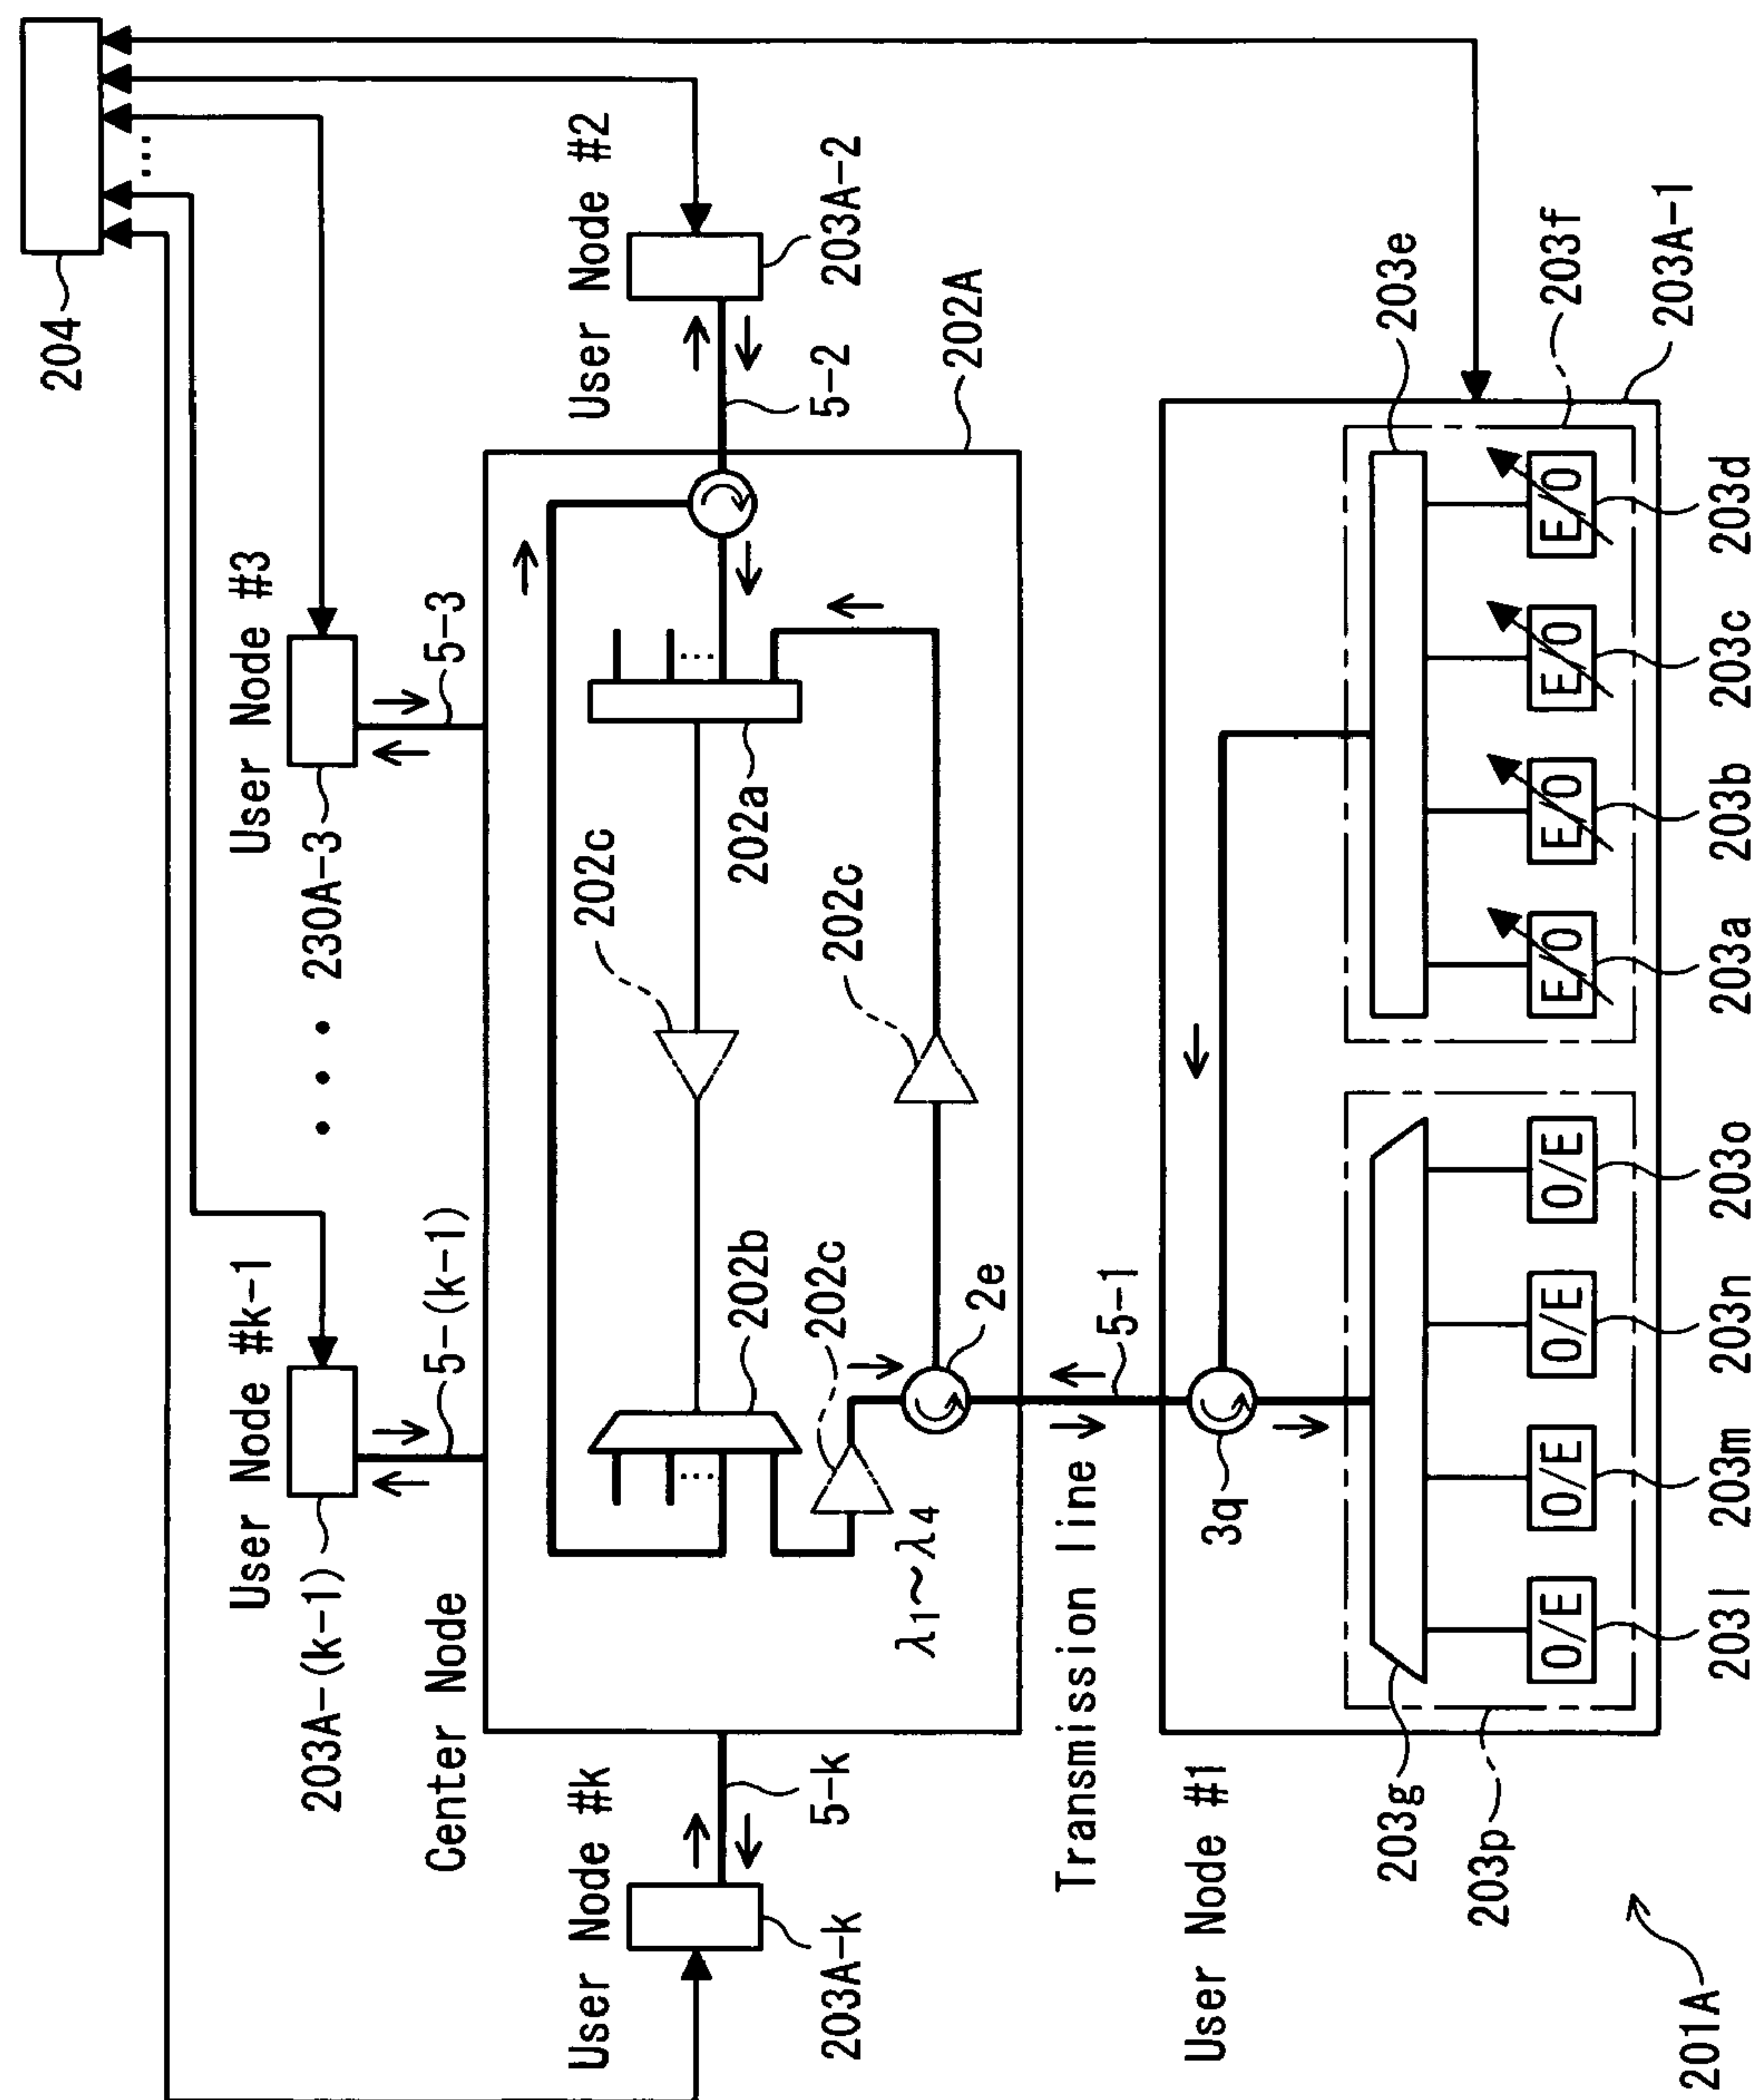 204
User Node #2
203A-2
5-2
User Node #3
230A-3
5-3
...
User Node #k-1
203A-(k-1)
5-(k-1)
User Node #k
203A-k
5-k
Center Node
202A
202a
202c
202b
202c
202c
2e
λ1~λ4
Transmission line
5-1
User Node #1
203A-1
3q
203e
203f
203g
203p
O/E
O/E
O/E
O/E
E/O
E/O
E/O
E/O
203l
203m
203n
203o
203a
203b
203c
203d
201A